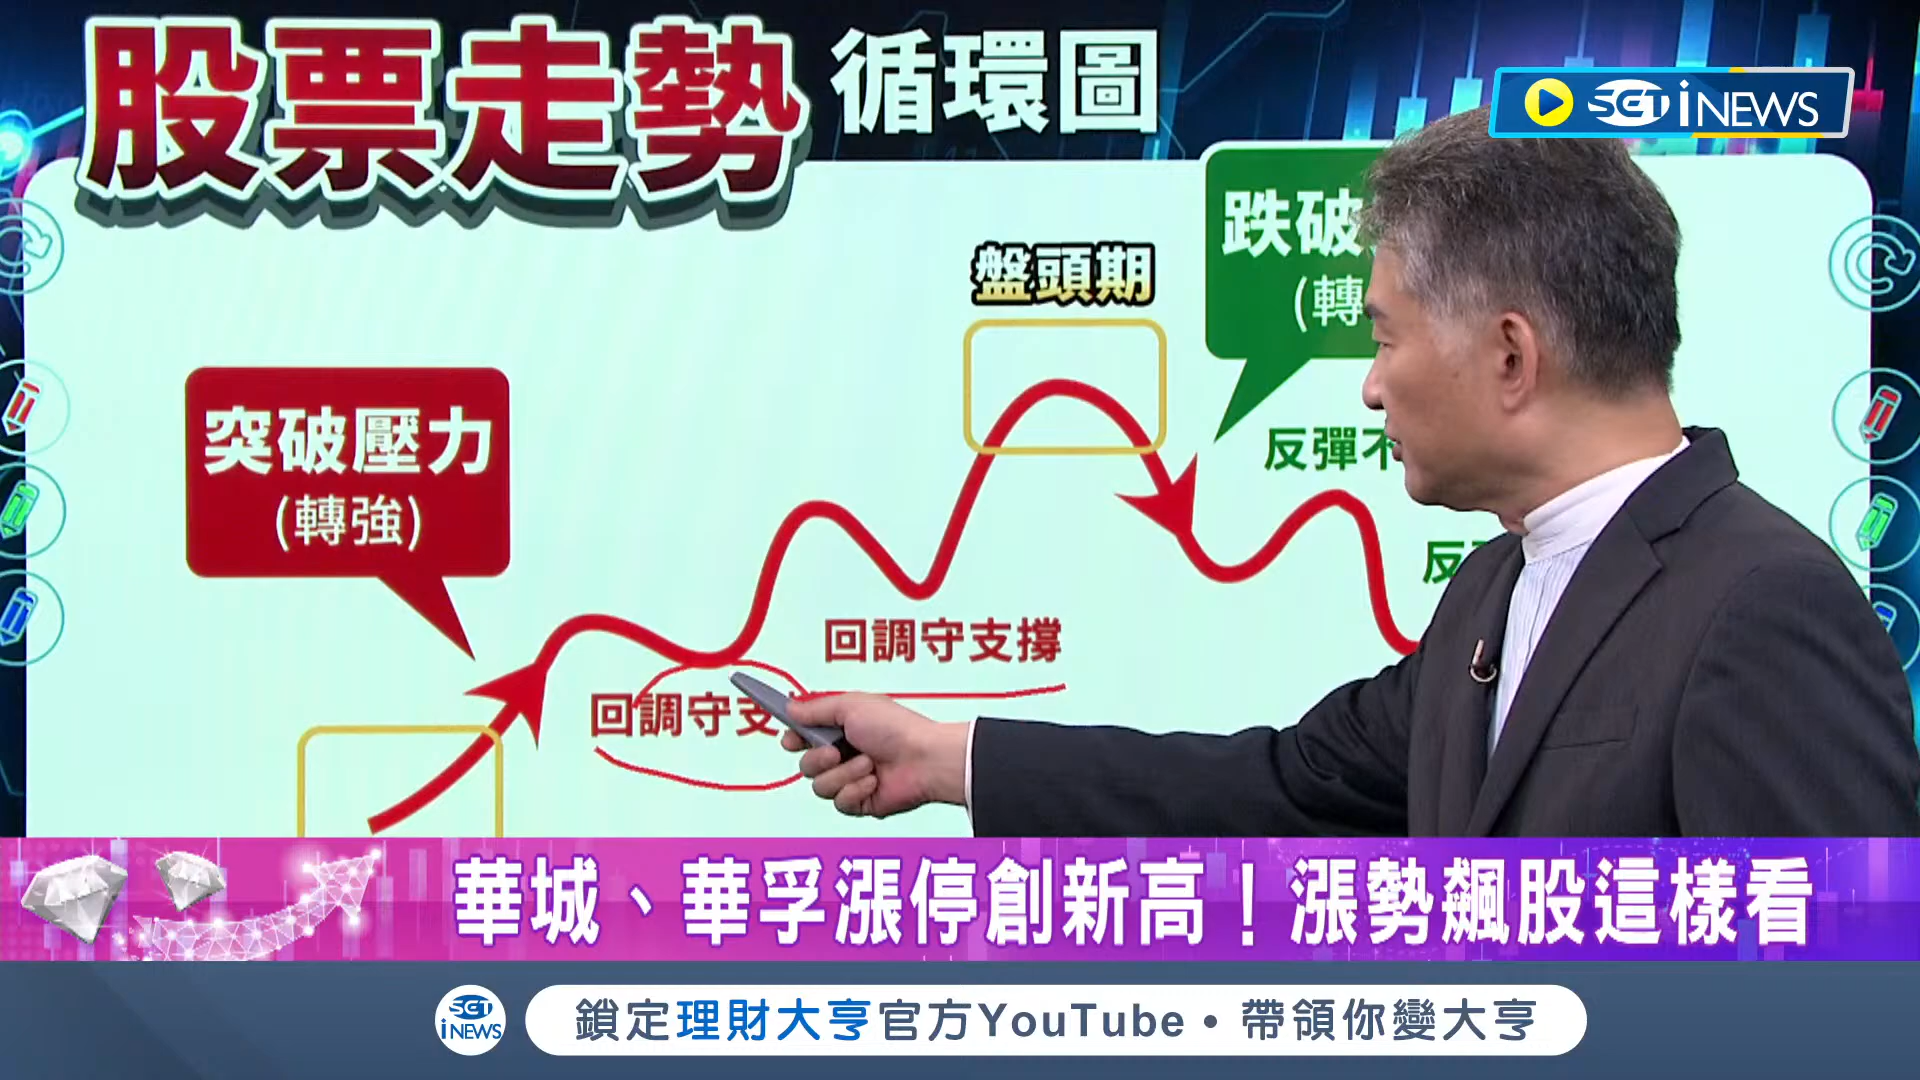 股票走勢 循環圖
SET iNEWS
跌破
(轉
盤頭期
突破壓力
(轉強)
反彈不
反
回調守支撐
回調守支
華城、華孚漲停創新高！漲勢飆股這樣看
SET iNEWS
鎖定理財大亨官方YouTube•帶領你變大亨